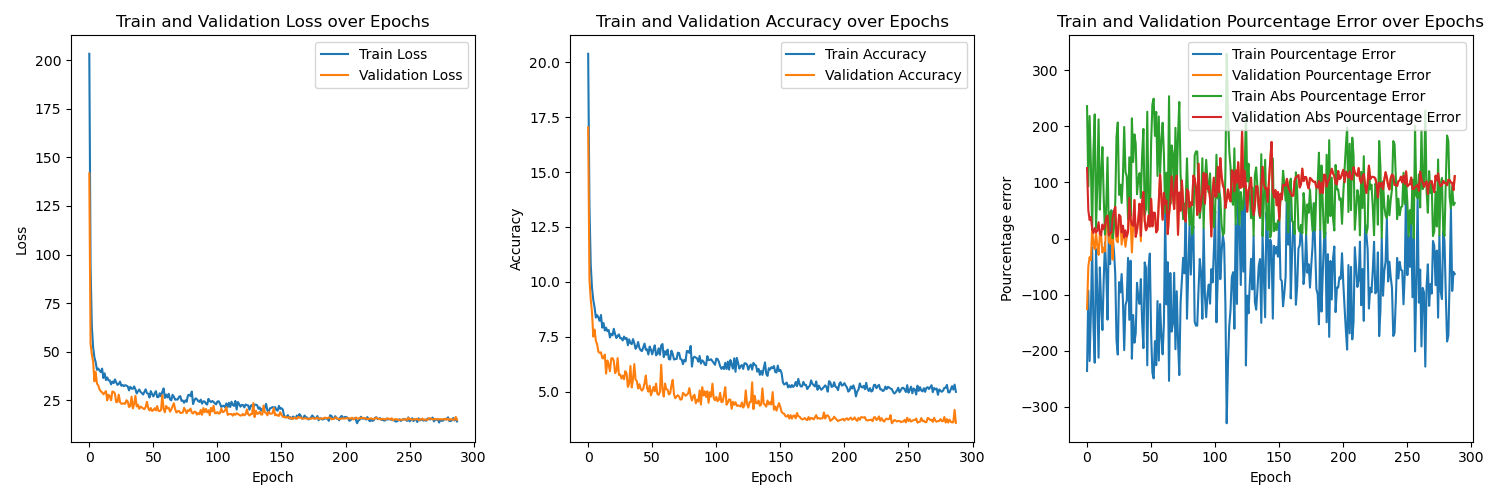 Train and Validation Loss over Epochs
Train Loss
Validation Loss
Loss
200
175
150
125
100
75
50
25
0 50 100 150 200 250 300
Epoch
Train and Validation Accuracy over Epochs
Train Accuracy
Validation Accuracy
Accuracy
20.0
17.5
15.0
12.5
10.0
7.5
5.0
0 50 100 150 200 250 300
Epoch
Train and Validation Pourcentage Error over Epochs
Train Pourcentage Error
Validation Pourcentage Error
Train Abs Pourcentage Error
Validation Abs Pourcentage Error
Pourcentage error
300
200
100
0
−100
−200
−300
0 50 100 150 200 250 300
Epoch